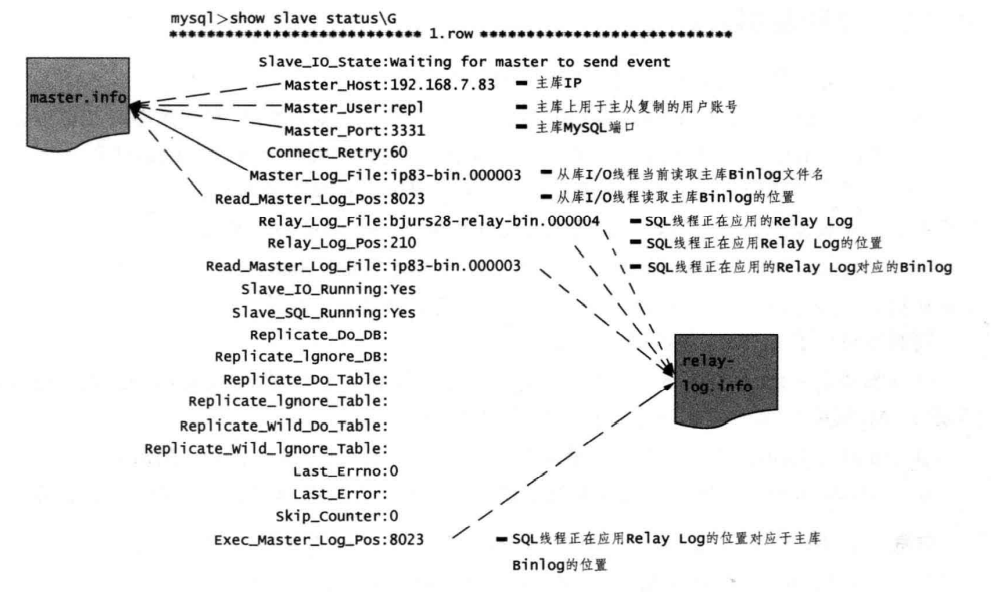 mysql>show slave status\G
*************************** 1.row ***************************
Slave_IO_State:Waiting for master to send event
master.info
Master_Host:192.168.7.83 - 主库IP
Master_User:repl - 主库上用于主从复制的用户账号
Master_Port:3331 - 主库MySQL端口
Connect_Retry:60
Master_Log_File:ip83-bin.000003 - 从库I/O线程当前读取主库Binlog文件名
Read_Master_Log_Pos:8023 - 从库I/O线程读取主库Binlog的位置
Relay_Log_File:bjurs28-relay-bin.000004 - SQL线程正在应用的Relay Log
Relay_Log_Pos:210 - SQL线程正在应用Relay Log的位置
Read_Master_Log_File:ip83-bin.000003 - SQL线程正在应用的Relay Log对应的Binlog
Slave_IO_Running:Yes
Slave_SQL_Running:Yes
Replicate_Do_DB:
Replicate_lgnore_DB:
relay-
log.info
Replicate_Do_Table:
Replicate_lgnore_Table:
Replicate_Wild_Do_Table:
Replicate_Wild_lgnore_Table:
Last_Errno:0
Last_Error:
Skip_Counter:0
Exec_Master_Log_Pos:8023 - SQL线程正在应用Relay Log的位置对应于主库
Binlog的位置